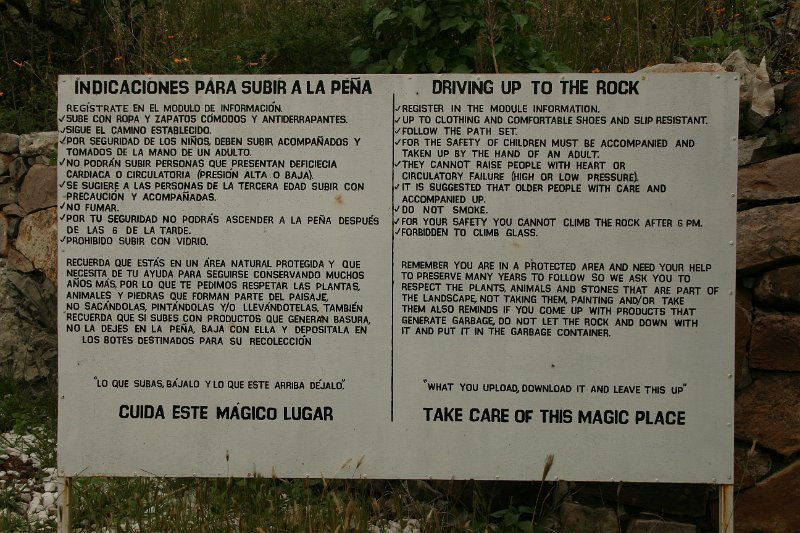 INDICACIONES PARA SUBIR A LA PEÑA
REGÍSTRATE EN EL MODULO DE INFORMACIÓN.
✓SUBE CON ROPA Y ZAPATOS CÓMODOS Y ANTIDERRAPANTES.
✓SIGUE EL CAMINO ESTABLECIDO.
✓POR SEGURIDAD DE LOS NIÑOS, DEBEN SUBIR ACOMPAÑADOS Y
TOMADOS DE LA MANO DE UN ADULTO.
✓NO PODRÁN SUBIR PERSONAS QUE PRESENTAN DEFICIECIA
CARDIACA O CIRCULATORIA (PRESIÓN ALTA O BAJA).
✓SE SUGIERE A LAS PERSONAS DE LA TERCERA EDAD SUBIR CON
PRECAUCIÓN Y ACOMPAÑADAS.
✓NO FUMAR.
✓POR TU SEGURIDAD NO PODRÁS ASCENDER A LA PEÑA DESPUÉS
DE LAS 6 DE LA TARDE.
✓PROHIBIDO SUBIR CON VIDRIO.
RECUERDA QUE ESTÁS EN UN ÁREA NATURAL PROTEGIDA Y QUE
NECESITA DE TU AYUDA PARA SEGUIRSE CONSERVANDO MUCHOS
AÑOS MÁS, POR LO QUE TE PEDIMOS RESPETAR LAS PLANTAS,
ANIMALES Y PIEDRAS QUE FORMAN PARTE DEL PAISAJE,
NO SACÁNDOLAS, PINTÁNDOLAS Y/O LLEVÁNDOTELAS, TAMBIÉN
RECUERDA QUE SI SUBES CON PRODUCTOS QUE GENERAN BASURA,
NO LA DEJES EN LA PEÑA, BAJA CON ELLA Y DEPOSITALA EN
LOS BOTES DESTINADOS PARA SU RECOLECCIÓN
"LO QUE SUBAS, BÁJALO Y LO QUE ESTE ARRIBA DÉJALO."
CUIDA ESTE MÁGICO LUGAR
DRIVING UP TO THE ROCK
✓REGISTER IN THE MODULE INFORMATION.
✓UP TO CLOTHING AND COMFORTABLE SHOES AND SLIP RESISTANT.
✓FOLLOW THE PATH SET.
✓FOR THE SAFETY OF CHILDREN MUST BE ACCOMPANIED AND
TAKEN UP BY THE HAND OF AN ADULT.
✓THEY CANNOT RAISE PEOPLE WITH HEART OR
CIRCULATORY FAILURE (HIGH OR LOW PRESSURE).
✓IT IS SUGGESTED THAT OLDER PEOPLE WITH CARE AND
ACCOMPANIED UP.
✓DO NOT SMOKE.
✓FOR YOUR SAFETY YOU CANNOT CLIMB THE ROCK AFTER 6 PM.
✓FORBIDDEN TO CLIMB GLASS.
REMEMBER YOU ARE IN A PROTECTED AREA AND NEED YOUR HELP
TO PRESERVE MANY YEARS TO FOLLOW SO WE ASK YOU TO
RESPECT THE PLANTS, ANIMALS AND STONES THAT ARE PART OF
THE LANDSCAPE, NOT TAKING THEM, PAINTING AND/OR TAKE
THEM ALSO REMINDS IF YOU COME UP WITH PRODUCTS THAT
GENERATE GARBAGE, DO NOT LET THE ROCK AND DOWN WITH
IT AND PUT IT IN THE GARBAGE CONTAINER.
"WHAT YOU UPLOAD, DOWNLOAD IT AND LEAVE THIS UP"
TAKE CARE OF THIS MAGIC PLACE